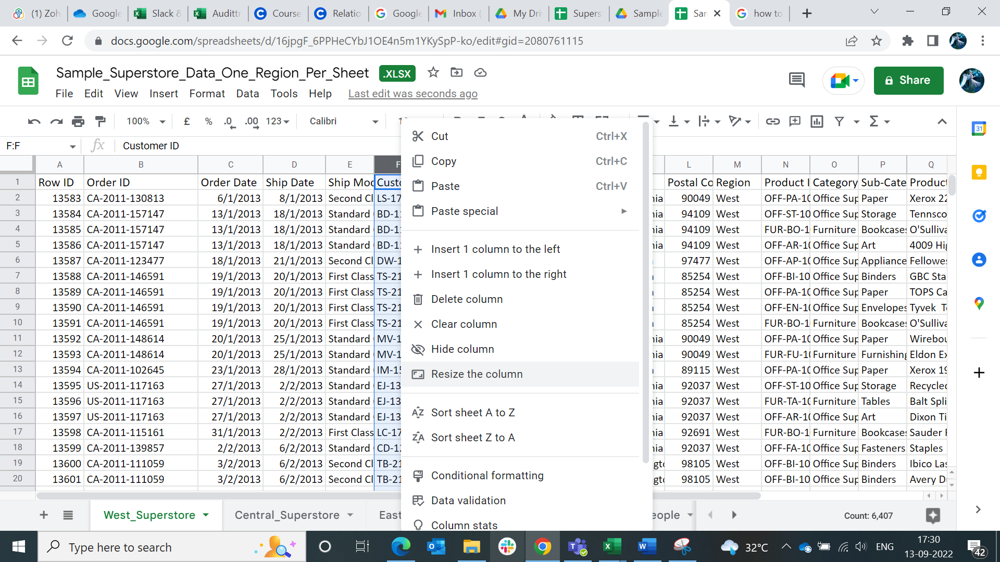 (1) Zoh
Google
Slack &
Audittr
Course
Relatio
Google
Inbox (
My Dri
Supers
Sample
Sar
how to
docs.google.com/spreadsheets/d/16jpgF_6PPHeCYbJ1OE4n5m1YKySpP-ko/edit#gid=2080761115
Sample_Superstore_Data_One_Region_Per_Sheet .XLSX
Share
File Edit View Insert Format Data Tools Help Last edit was seconds ago
100% £ % .0 .00 123 Calibri
31
F:F fx Customer ID
A B C D E F L M N O P Q
1 Row ID Order ID Order Date Ship Date Ship Mod Custo Postal Co Region Product I Category Sub-Cate Product
2 13583 CA-2011-130813 6/1/2013 8/1/2013 Second Cl LS-17 nia 90049 West OFF-PA-10 Office Sup Paper Xerox 22
3 13584 CA-2011-157147 13/1/2013 18/1/2013 Standard BD-11 nia 94109 West OFF-ST-10 Office Sup Storage Tennsco
4 13585 CA-2011-157147 13/1/2013 18/1/2013 Standard BD-11 nia 94109 West FUR-BO-1 Furniture Bookcases O'Sulliva
5 13586 CA-2011-157147 13/1/2013 18/1/2013 Standard BD-11 nia 94109 West OFF-AR-10 Office Sup Art 4009 Hig
6 13587 CA-2011-123477 18/1/2013 21/1/2013 Second Cl DW-1 97477 West OFF-AP-10 Office Sup Appliance Fellowes
7 13588 CA-2011-146591 19/1/2013 20/1/2013 First Class TS-21 85254 West OFF-BI-10 Office Sup Binders GBC Sta
8 13589 CA-2011-146591 19/1/2013 20/1/2013 First Class TS-21 85254 West OFF-PA-10 Office Sup Paper TOPS Ca
9 13590 CA-2011-146591 19/1/2013 20/1/2013 First Class TS-21 85254 West OFF-EN-10 Office Sup Envelopes Tyvek To
10 13591 CA-2011-146591 19/1/2013 20/1/2013 First Class TS-21 85254 West FUR-BO-1 Furniture Bookcases O'Sulliva
11 13592 CA-2011-148614 20/1/2013 25/1/2013 Standard MV-1 nia 90049 West OFF-PA-10 Office Sup Paper Wirebou
12 13593 CA-2011-148614 20/1/2013 25/1/2013 Standard MV-1 nia 90049 West FUR-FU-10 Furniture Furnishing Eldon Ex
13 13594 CA-2011-102645 23/1/2013 28/1/2013 Standard IM-15 89115 West OFF-PA-10 Office Sup Paper Xerox 19
14 13595 US-2011-117163 27/1/2013 2/2/2013 Standard EJ-13 nia 92037 West OFF-ST-10 Office Sup Storage Recycled
15 13596 US-2011-117163 27/1/2013 2/2/2013 Standard EJ-13 nia 92037 West FUR-TA-10 Furniture Tables Balt Spli
16 13597 US-2011-117163 27/1/2013 2/2/2013 Standard EJ-13 nia 92037 West OFF-AR-10 Office Sup Art Dixon Ti
17 13598 CA-2011-115161 31/1/2013 2/2/2013 First Class LC-17 nia 92691 West FUR-BO-1 Furniture Bookcases Sauder
18 13599 CA-2011-139857 2/2/2013 6/2/2013 Standard CD-12 nia 92037 West OFF-FA-10 Office Sup Fasteners Staples
19 13600 CA-2011-111059 3/2/2013 6/2/2013 Second Cl TB-21 gto 98105 West OFF-BI-10 Office Sup Binders Ibico Las
20 13601 CA-2011-111059 3/2/2013 6/2/2013 Second Cl TB-21 gto 98105 West OFF-BI-10 Office Sup Binders Avery Du
Cut Ctrl+X
Copy Ctrl+C
Paste Ctrl+V
Paste special
Insert 1 column to the left
Insert 1 column to the right
Delete column
Clear column
Hide column
Resize the column
Sort sheet A to Z
Sort sheet Z to A
Conditional formatting
Data validation
Column stats
West_Superstore Central_Superstore East eople Count: 6,407
Type here to search
32°C
ENG
17:30
13-09-2022
42